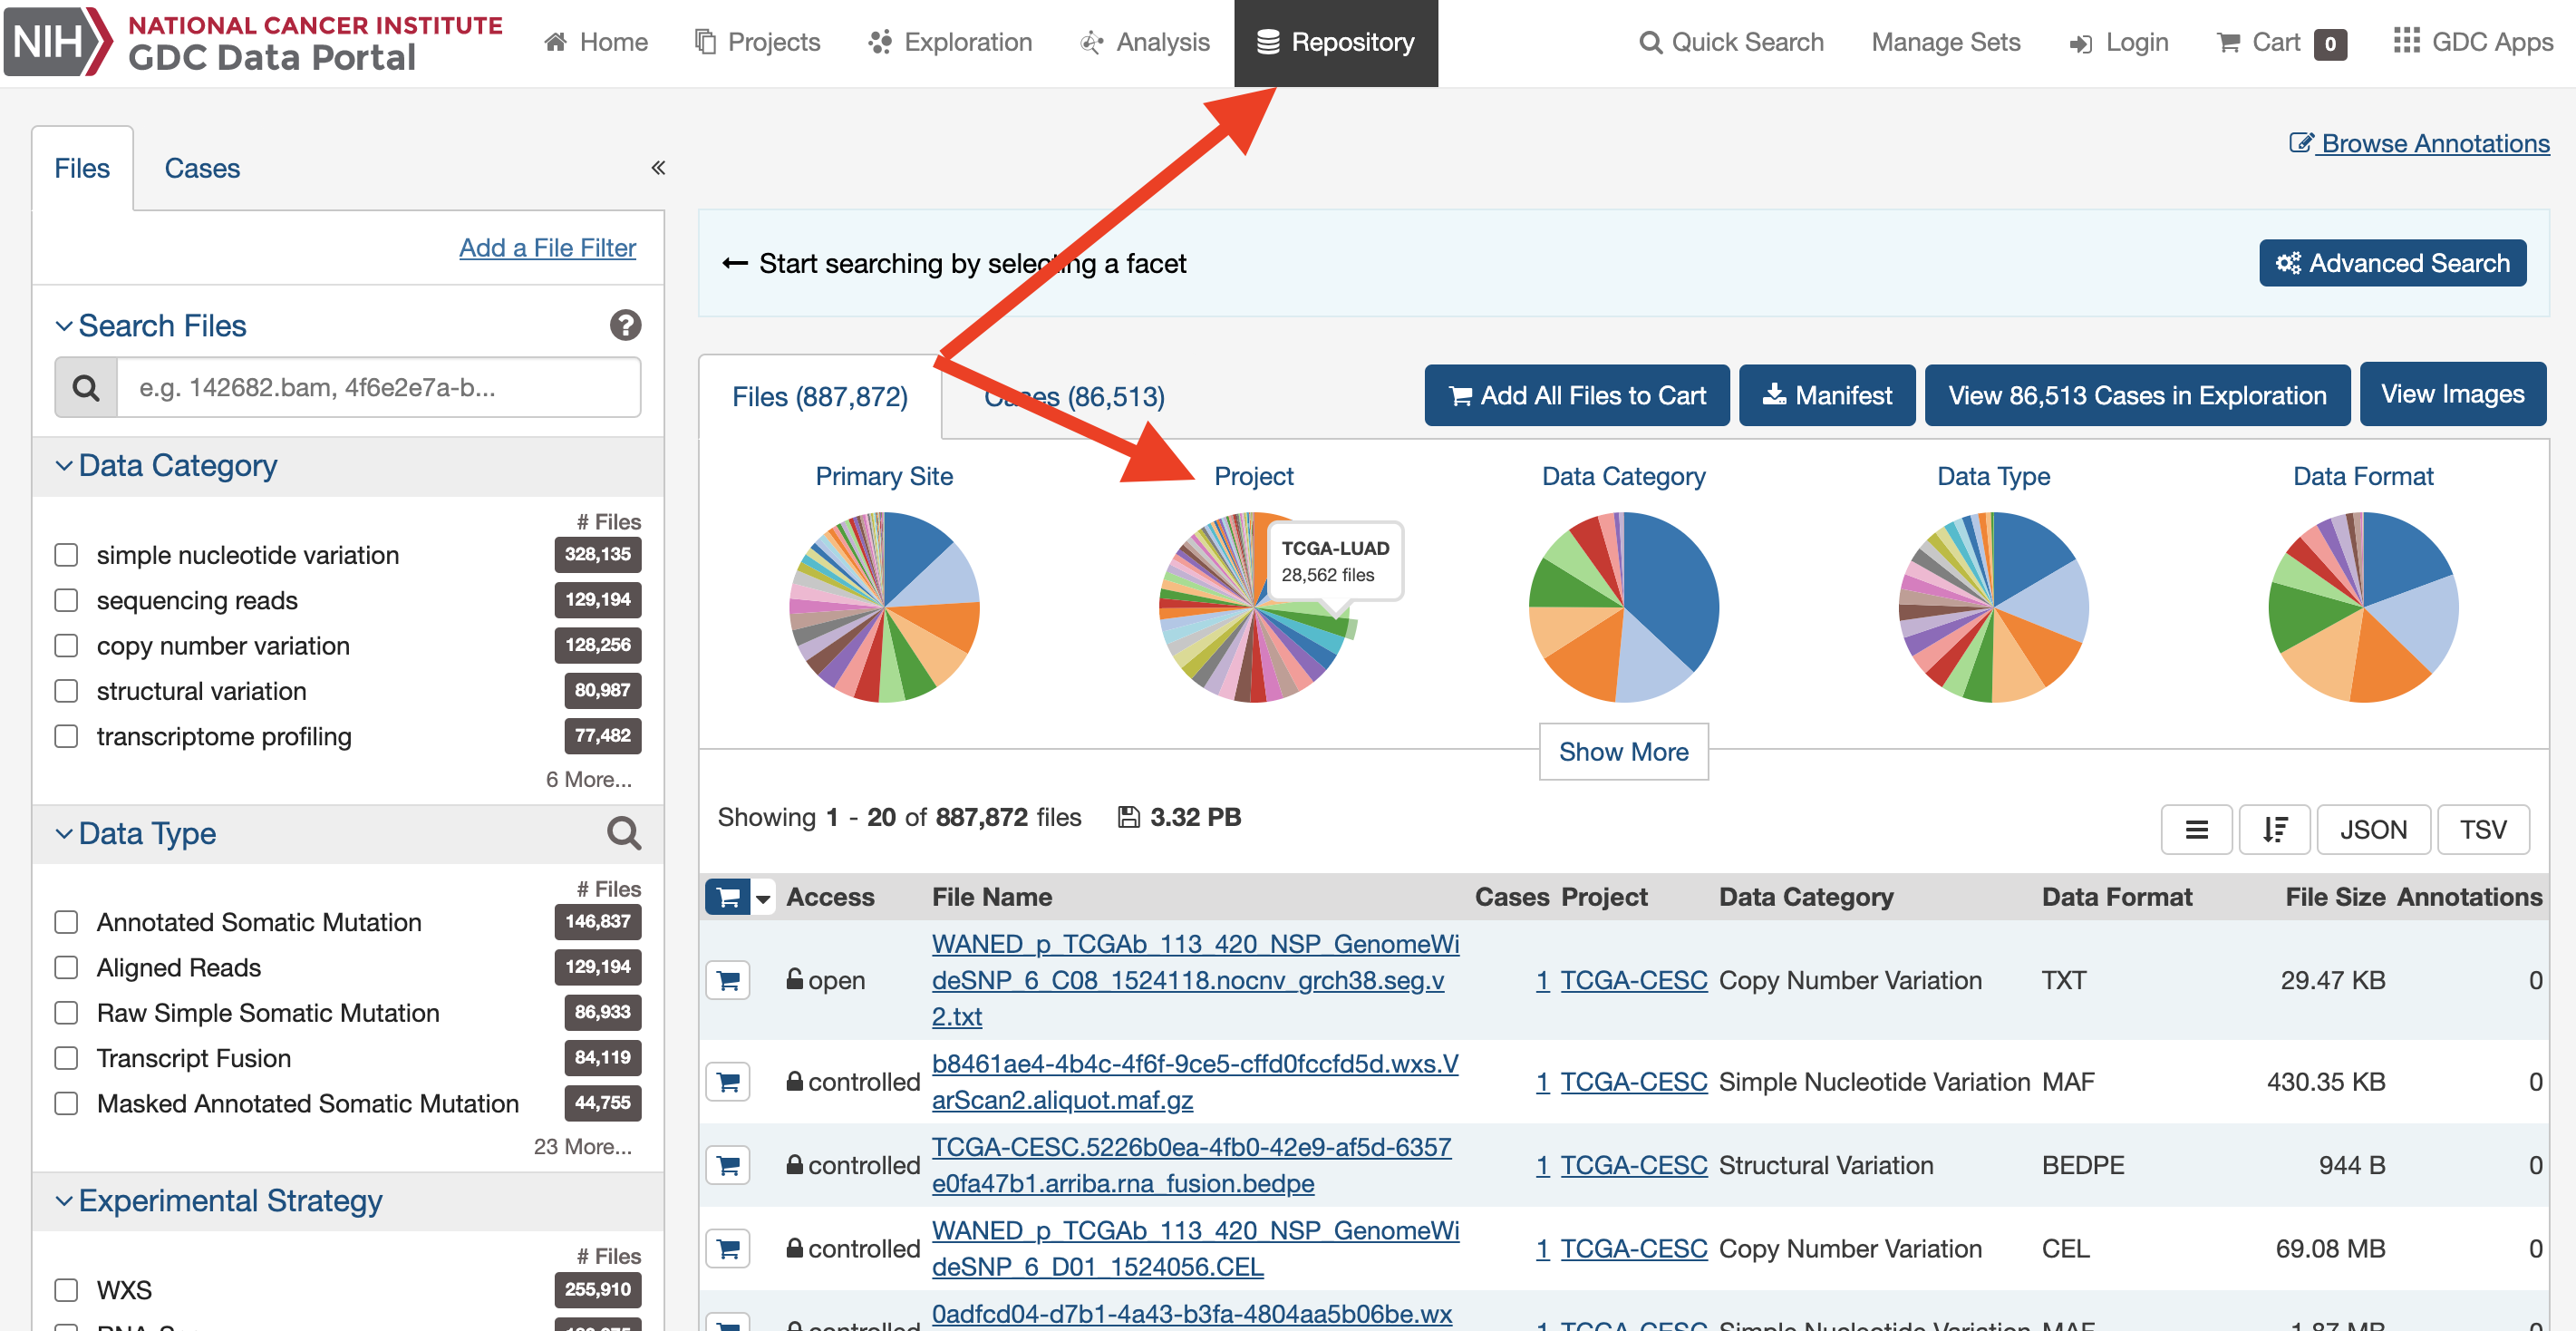 NIH NATIONAL CANCER INSTITUTE
GDC Data Portal
Home Projects Exploration Analysis Repository Quick Search Manage Sets Login Cart 0 GDC Apps
Browse Annotations
Files Cases «
Add a File Filter
← Start searching by selecting a facet
Advanced Search
Search Files ?
e.g. 142682.bam, 4f6e2e7a-b...
Data Category
# Files
simple nucleotide variation 328,135
sequencing reads 129,194
copy number variation 128,256
structural variation 80,987
transcriptome profiling 77,482
6 More...
Data Type
# Files
Annotated Somatic Mutation 146,837
Aligned Reads 129,194
Raw Simple Somatic Mutation 86,933
Transcript Fusion 84,119
Masked Annotated Somatic Mutation 44,755
23 More...
Experimental Strategy
# Files
WXS 255,910
Files (887,872) Cases (86,513)
Add All Files to Cart Manifest View 86,513 Cases in Exploration View Images
Primary Site Project Data Category Data Type Data Format
TCGA-LUAD
28,562 files
Show More
Showing 1 - 20 of 887,872 files 3.32 PB
JSON TSV
Access File Name Cases Project Data Category Data Format File Size Annotations
WANED_p_TCGAb_113_420_NSP_GenomeWi
open deSNP_6_C08_1524118.nocnv_grch38.seg.v 1 TCGA-CESC Copy Number Variation TXT 29.47 KB 0
2.txt
b8461ae4-4b4c-4f6f-9ce5-cffd0fccfd5d.wxs.V
controlled 1 TCGA-CESC Simple Nucleotide Variation MAF 430.35 KB 0
arScan2.aliquot.maf.gz
TCGA-CESC.5226b0ea-4fb0-42e9-af5d-6357
controlled 1 TCGA-CESC Structural Variation BEDPE 944 B 0
e0fa47b1.arriba.rna_fusion.bedpe
WANED_p_TCGAb_113_420_NSP_GenomeWi
controlled 1 TCGA-CESC Copy Number Variation CEL 69.08 MB 0
deSNP_6_D01_1524056.CEL
0adfcd04-d7b1-4a43-b3fa-4804aa5b06be.wx
controlled 1 TCGA-CESC Simple Nucleotide Variation MAF 1.87 MB 0